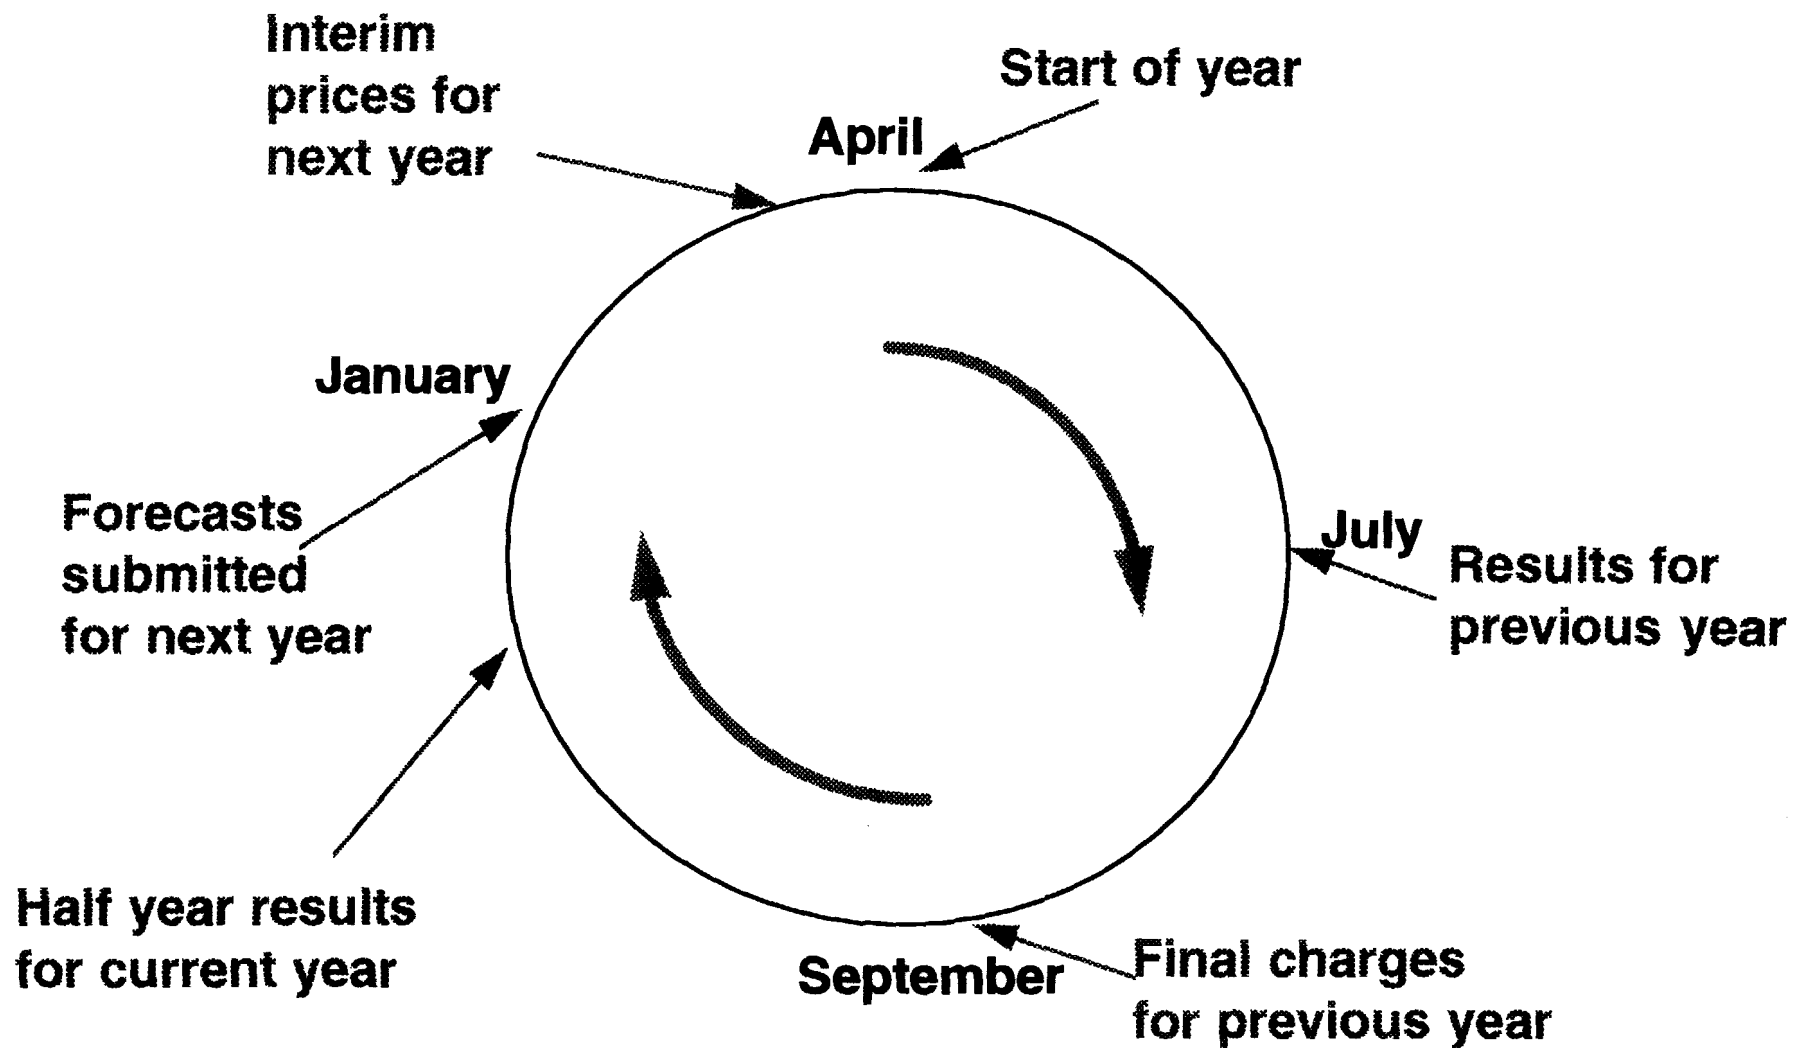 Interim
prices for
next year
Start of year
April
January
Forecasts
submitted
for next year
July
Results for
previous year
Half year results
for current year
September
Final charges
for previous year